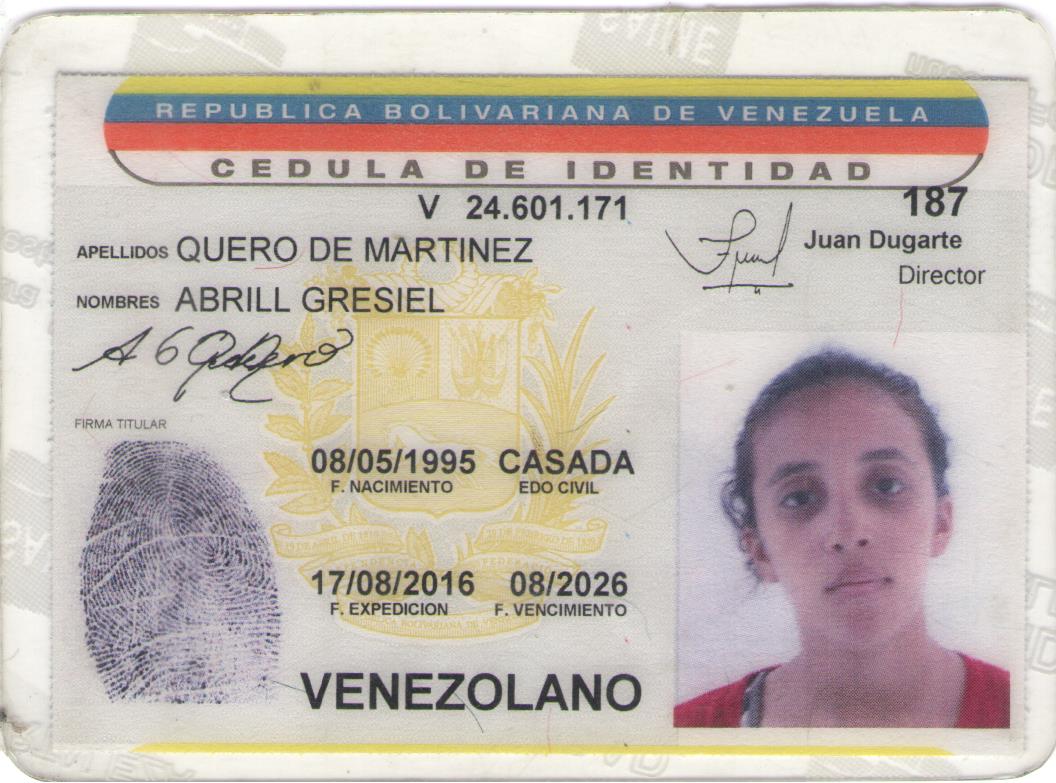 REPUBLICA BOLIVARIANA DE VENEZUELA
CEDULA DE IDENTIDAD
V 24.601.171
187
APELLIDOS QUERO DE MARTINEZ
Juan Dugarte
Director
NOMBRES ABRILL GRESIEL
FIRMA TITULAR
08/05/1995 CASADA
F. NACIMIENTO EDO CIVIL
17/08/2016 08/2026
F. EXPEDICION F. VENCIMIENTO
VENEZOLANO